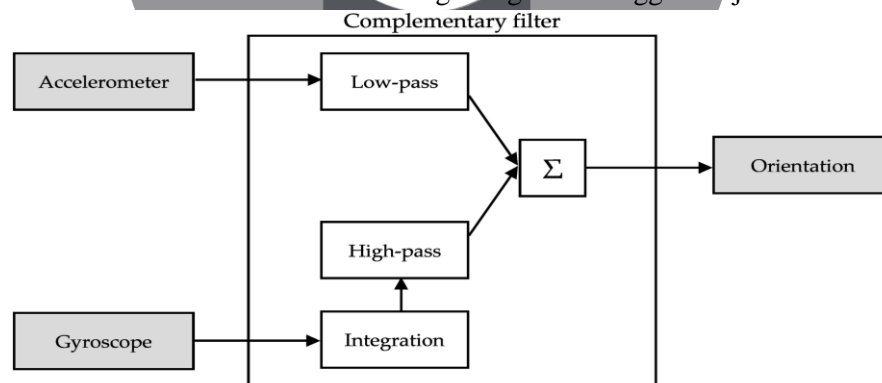 Complementary filter
Accelerometer
Low-pass
Σ
Orientation
High-pass
Gyroscope
Integration